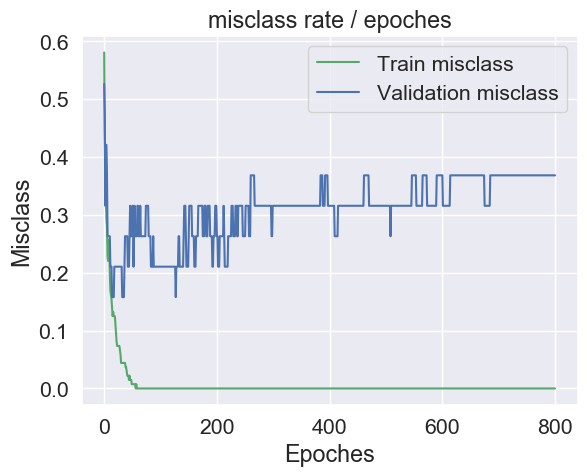 misclass rate / epoches
Train misclass
Validation misclass
Misclass
0.6
0.5
0.4
0.3
0.2
0.1
0.0
0
200
400
600
800
Epoches